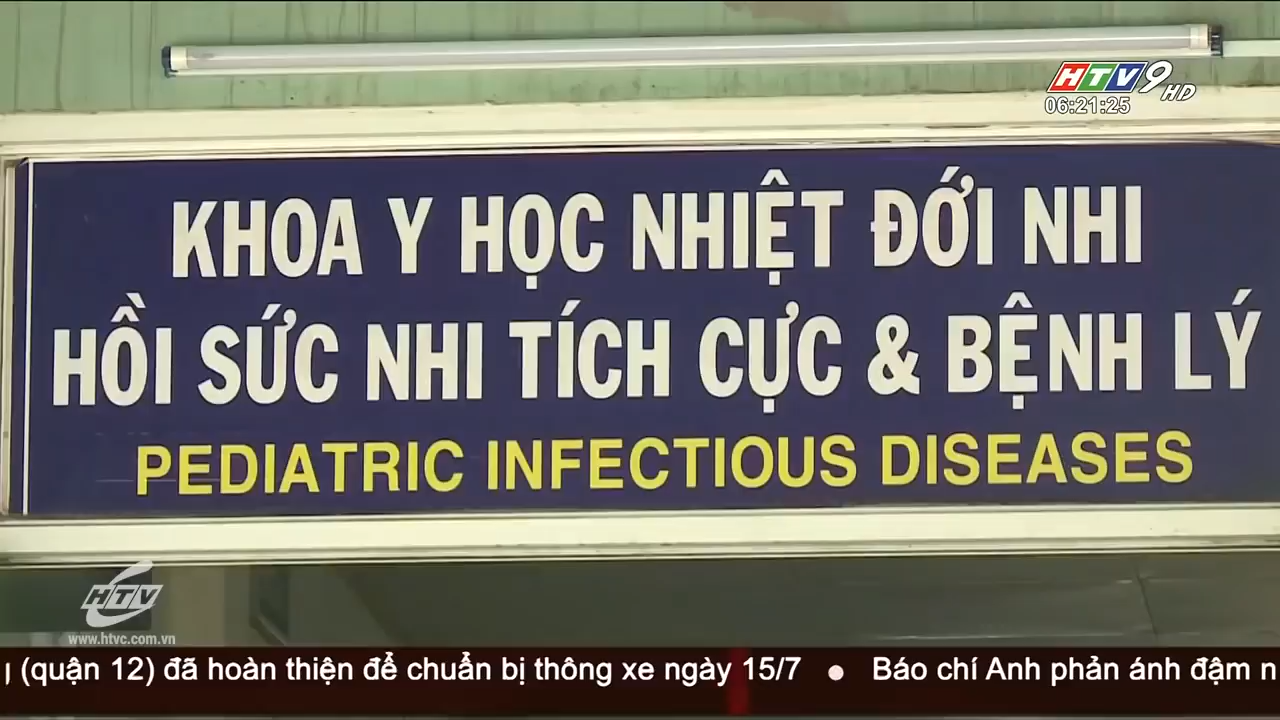 HTV9 HD
06:21:25
KHOA Y HỌC NHIỆT ĐỚI NHI
HỒI SỨC NHI TÍCH CỰC & BỆNH LÝ
PEDIATRIC INFECTIOUS DISEASES
HTV
www.htvc.com.vn
(quận 12) đã hoàn thiện để chuẩn bị thông xe ngày 15/7 ● Báo chí Anh phản ánh đậm